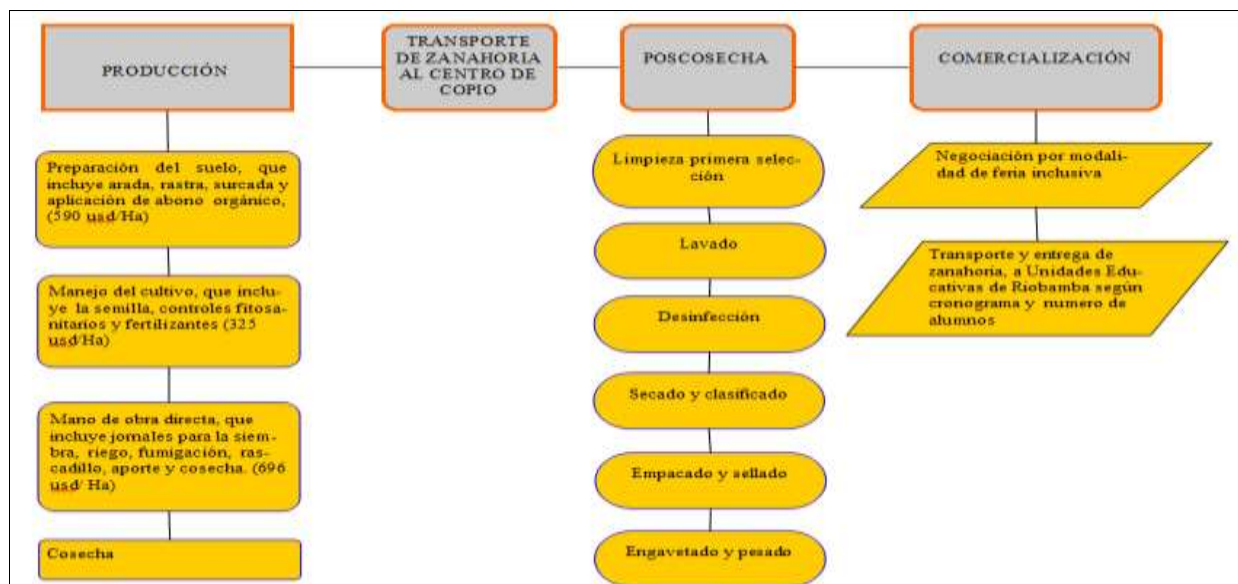 PRODUCCIÓN
Preparación del suelo, que
incluye arada, rastra, surcada y
aplicación de abono orgánico,
(590 usd/Ha)
Manejo del cultivo, que inclu-
ye la semilla, controles fitosa-
nitarios y fertilizantes (325
usd/Ha)
Mano de obra directa, que
incluye jornales para la siem-
bra, riego, fumigación, ras-
cadillo, aporte y cosecha. (696
usd/ Ha)
Cosecha
TRANSPORTE
DE ZANAHORIA
AL CENTRO DE
COPIO
POSCOSECHA
Limpieza primera selec-
ción
Lavado
Desinfección
Secado y clasificado
Empacado y sellado
Engavetado y pesado
COMERCIALIZACIÓN
Negociación por modali-
dad de feria inclusiva
Transporte y entrega de
zanahoria, a Unidades Edu-
cativas de Riobamba según
cronograma y numero de
alumnos